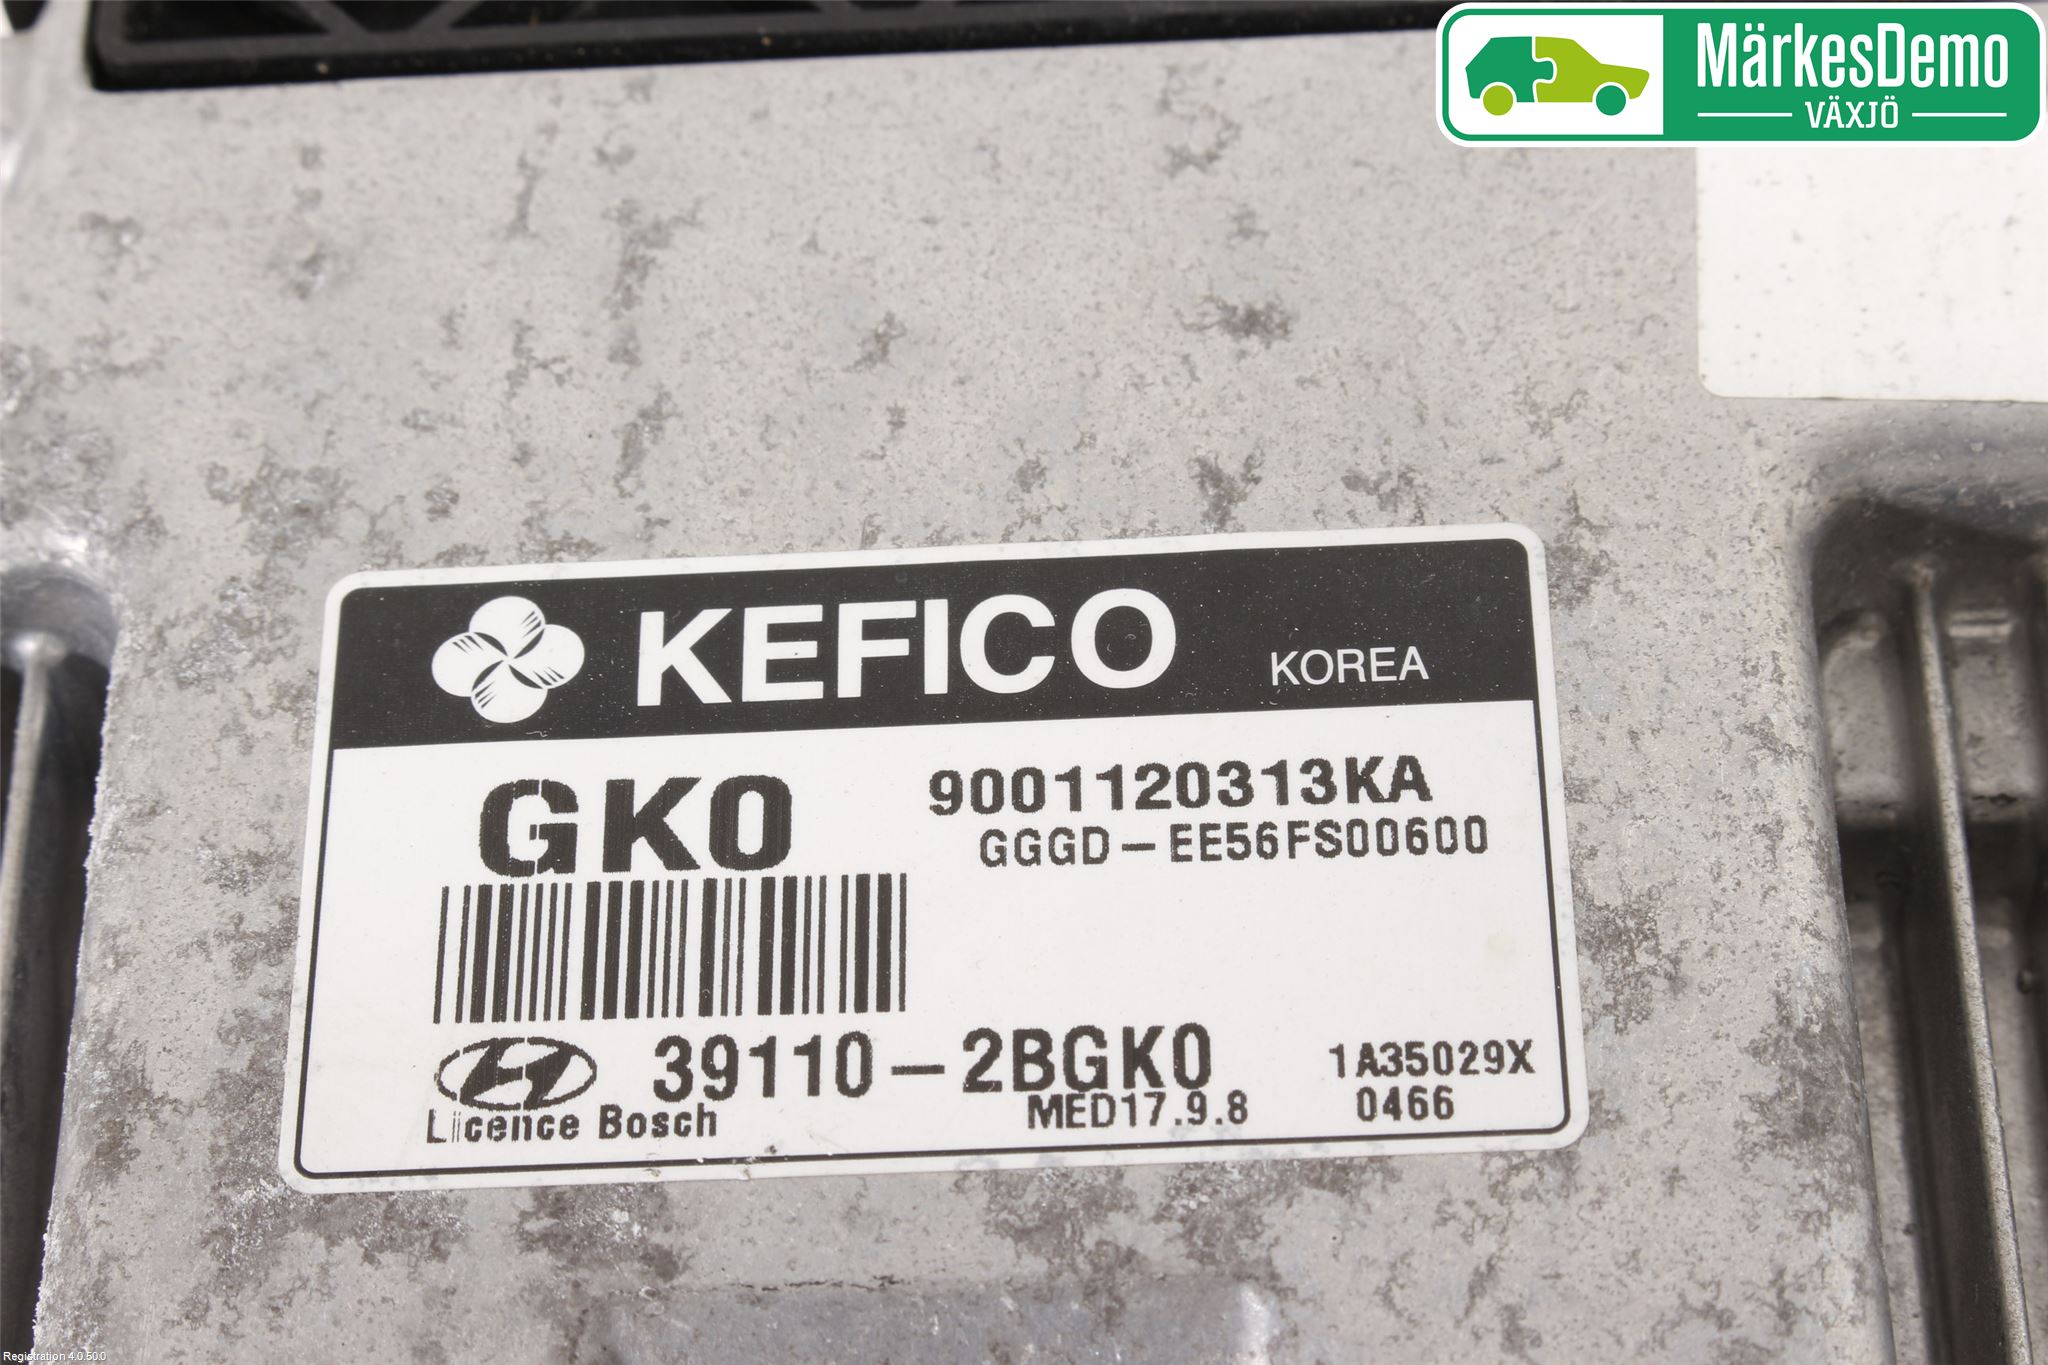 MärkesDemo
VÄXJÖ
KEFICO KOREA
GK0 9001120313KA
GGGD-EE56FS00600
39110-2BGK0 1A35029X
Licence Bosch MED17.9.8 0466
Registration 4.0.50.0